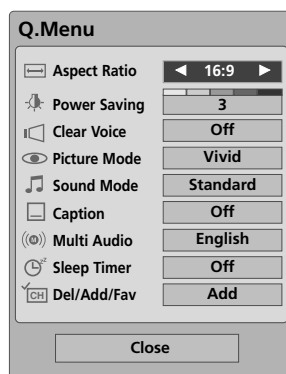 Q.Menu
Aspect Ratio ◄ 16:9 ►
Power Saving 3
Clear Voice Off
Picture Mode Vivid
Sound Mode Standard
Caption Off
Multi Audio English
Sleep Timer Off
CH Del/Add/Fav Add
Close